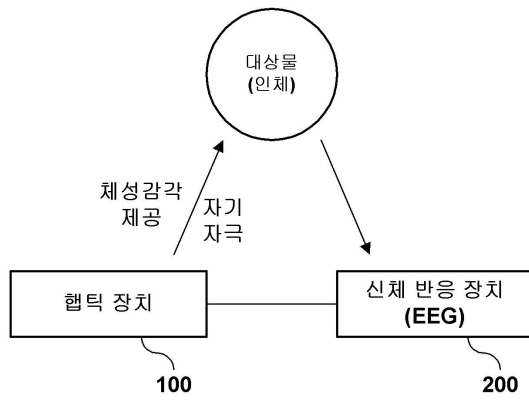 대상물
(인체)
체성감각
제공
자기
자극
햅틱 장치
신체 반응 장치
(EEG)
100
200